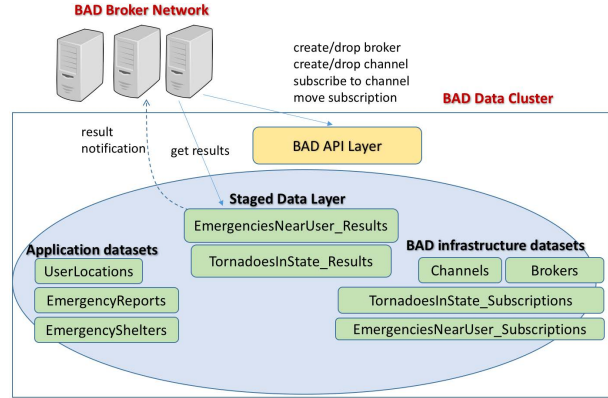 BAD Broker Network
create/drop broker
create/drop channel
subscribe to channel
move subscription
BAD Data Cluster
result
notification
get results
BAD API Layer
Staged Data Layer
EmergenciesNearUser_Results
TornadoesInState_Results
Application datasets
UserLocations
EmergencyReports
EmergencyShelters
BAD infrastructure datasets
Channels
Brokers
TornadoesInState_Subscriptions
EmergenciesNearUser_Subscriptions